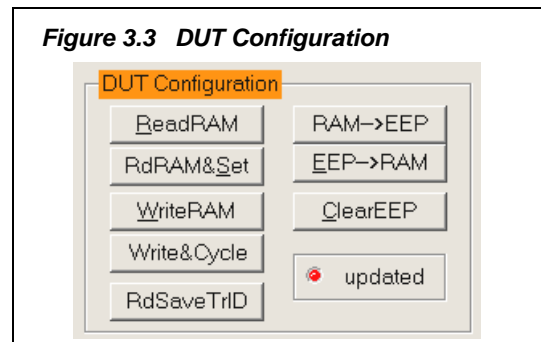 Figure 3.3 DUT Configuration
DUT Configuration
ReadRAM
RAM->EEP
RdRAM&Set
EEP->RAM
WriteRAM
ClearEEP
Write&Cycle
updated
RdSaveTrID